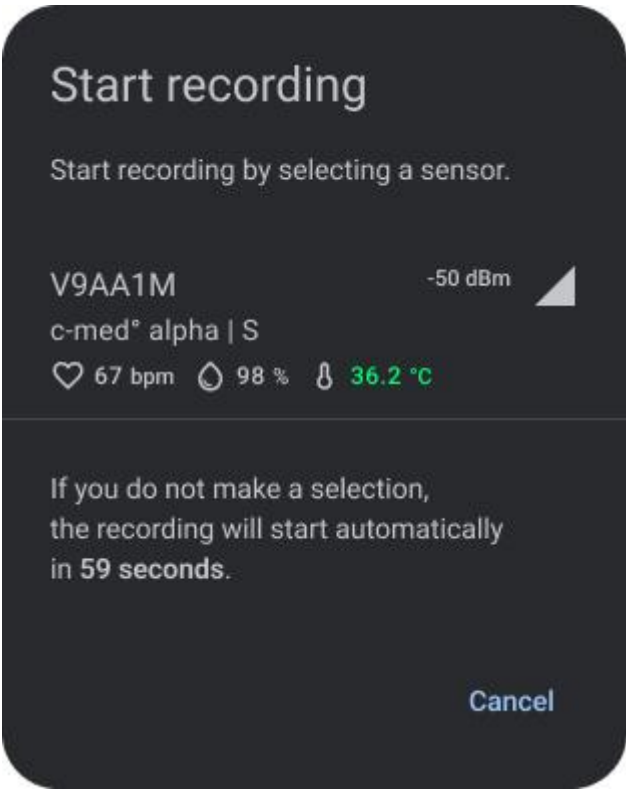 Start recording
Start recording by selecting a sensor.
V9AA1M -50 dBm
c-med° alpha | S
67 bpm 98 % 36.2 °C
If you do not make a selection,
the recording will start automatically
in 59 seconds.
Cancel